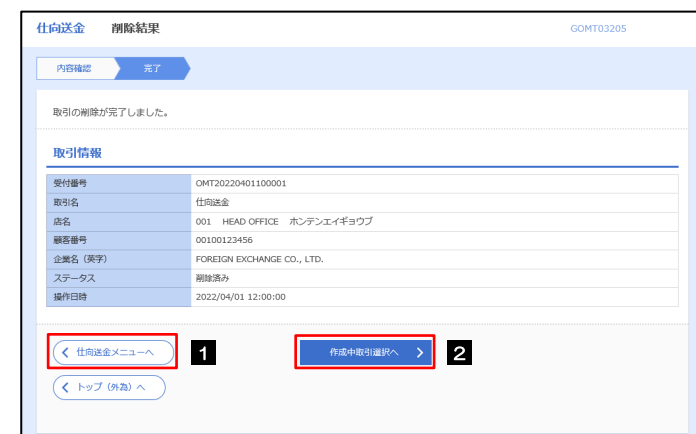 仕向送金 削除結果 GOMT03205
内容確認 完了
取引の削除が完了しました。
取引情報
受付番号 OMT20220401100001
取引名 仕向送金
店名 001 HEAD OFFICE ホンテンエイギョウブ
顧客番号 00100123456
企業名（英字） FOREIGN EXCHANGE CO., LTD.
ステータス 削除済み
操作日時 2022/04/01 12:00:00
仕向送金メニューへ 1 作成中取引選択へ 2
トップ（外為）へ